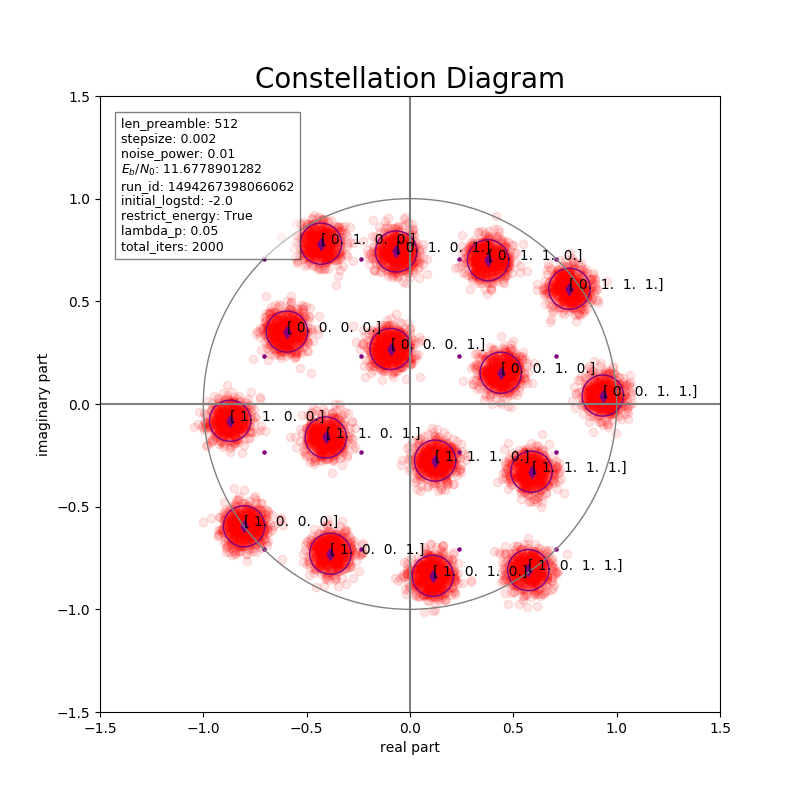 Constellation Diagram
1.5
len_preamble: 512
stepsize: 0.002
noise_power: 0.01
E_b/N_0: 11.6778901282
run_id: 1494267398066062
initial_logstd: -2.0
restrict_energy: True
lambda_p: 0.05
total_iters: 2000
1.0
[ 0. 1. 0. 0.]
[ 0. 1. 0. 1.]
[ 0. 1. 1. 0.]
[ 0. 1. 1. 1.]
0.5
[ 0. 0. 0. 0.]
[ 0. 0. 0. 1.]
[ 0. 0. 1. 0.]
[ 0. 0. 1. 1.]
0.0
imaginary part
[ 1. 1. 0. 0.]
[ 1. 1. 0. 1.]
[ 1. 1. 1. 0.]
[ 1. 1. 1. 1.]
−0.5
[ 1. 0. 0. 0.]
[ 1. 0. 0. 1.]
[ 1. 0. 1. 0.]
[ 1. 0. 1. 1.]
−1.0
−1.5
−1.5 −1.0 −0.5 0.0 0.5 1.0 1.5
real part